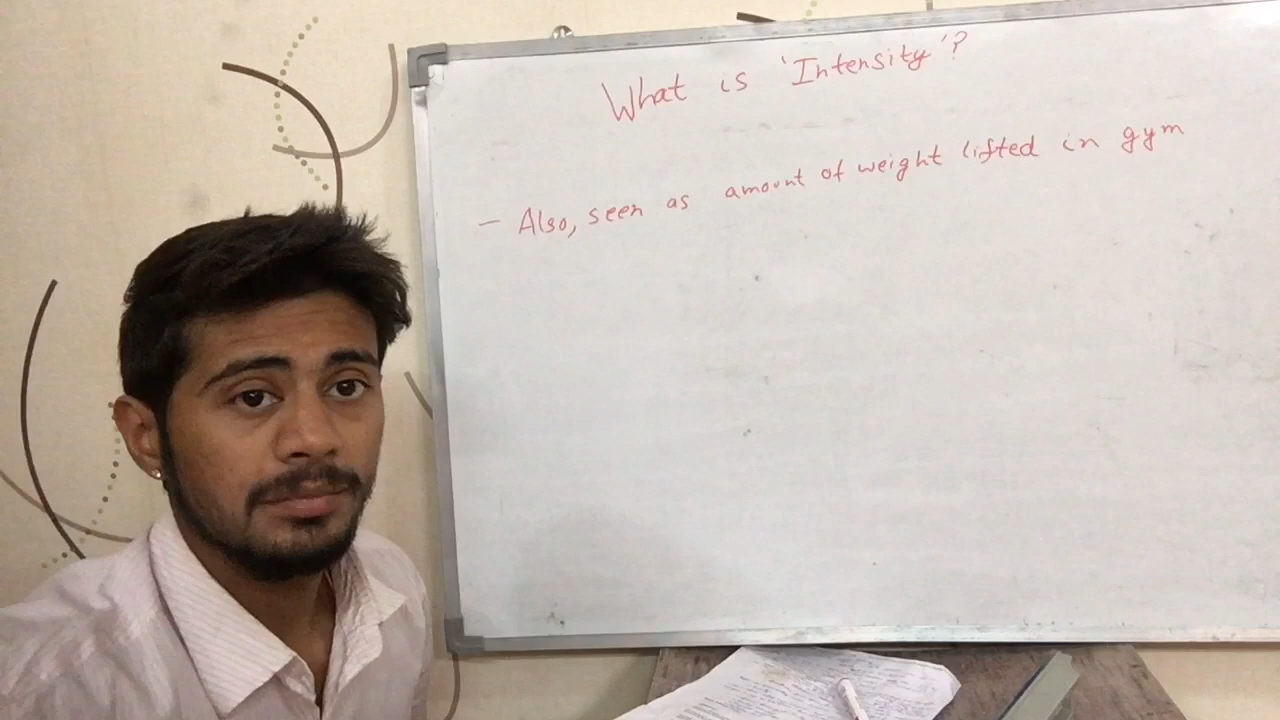 What is 'Intensity'?
— Also, seen as amount of weight lifted in gym